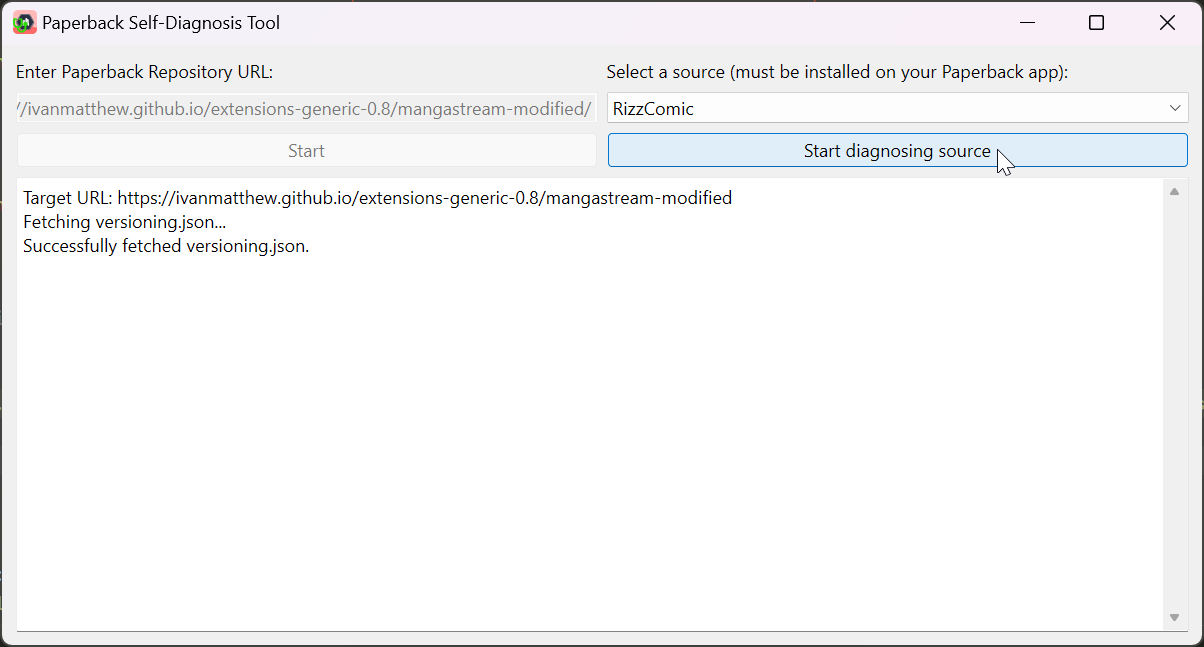 Paperback Self-Diagnosis Tool
Enter Paperback Repository URL:
//ivanmatthew.github.io/extensions-generic-0.8/mangastream-modified/
Start
Select a source (must be installed on your Paperback app):
RizzComic
Start diagnosing source
Target URL: https://ivanmatthew.github.io/extensions-generic-0.8/mangastream-modified
Fetching versioning.json...
Successfully fetched versioning.json.